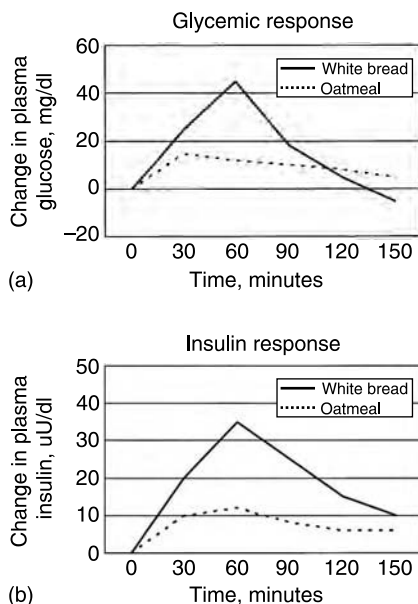 Glycemic response
60
40
20
0
−20
Change in plasma
glucose, mg/dl
White bread
Oatmeal
0 30 60 90 120 150
Time, minutes
(a)
Insulin response
50
40
30
20
10
0
Change in plasma
insulin, uU/dl
White bread
Oatmeal
0 30 60 90 120 150
Time, minutes
(b)